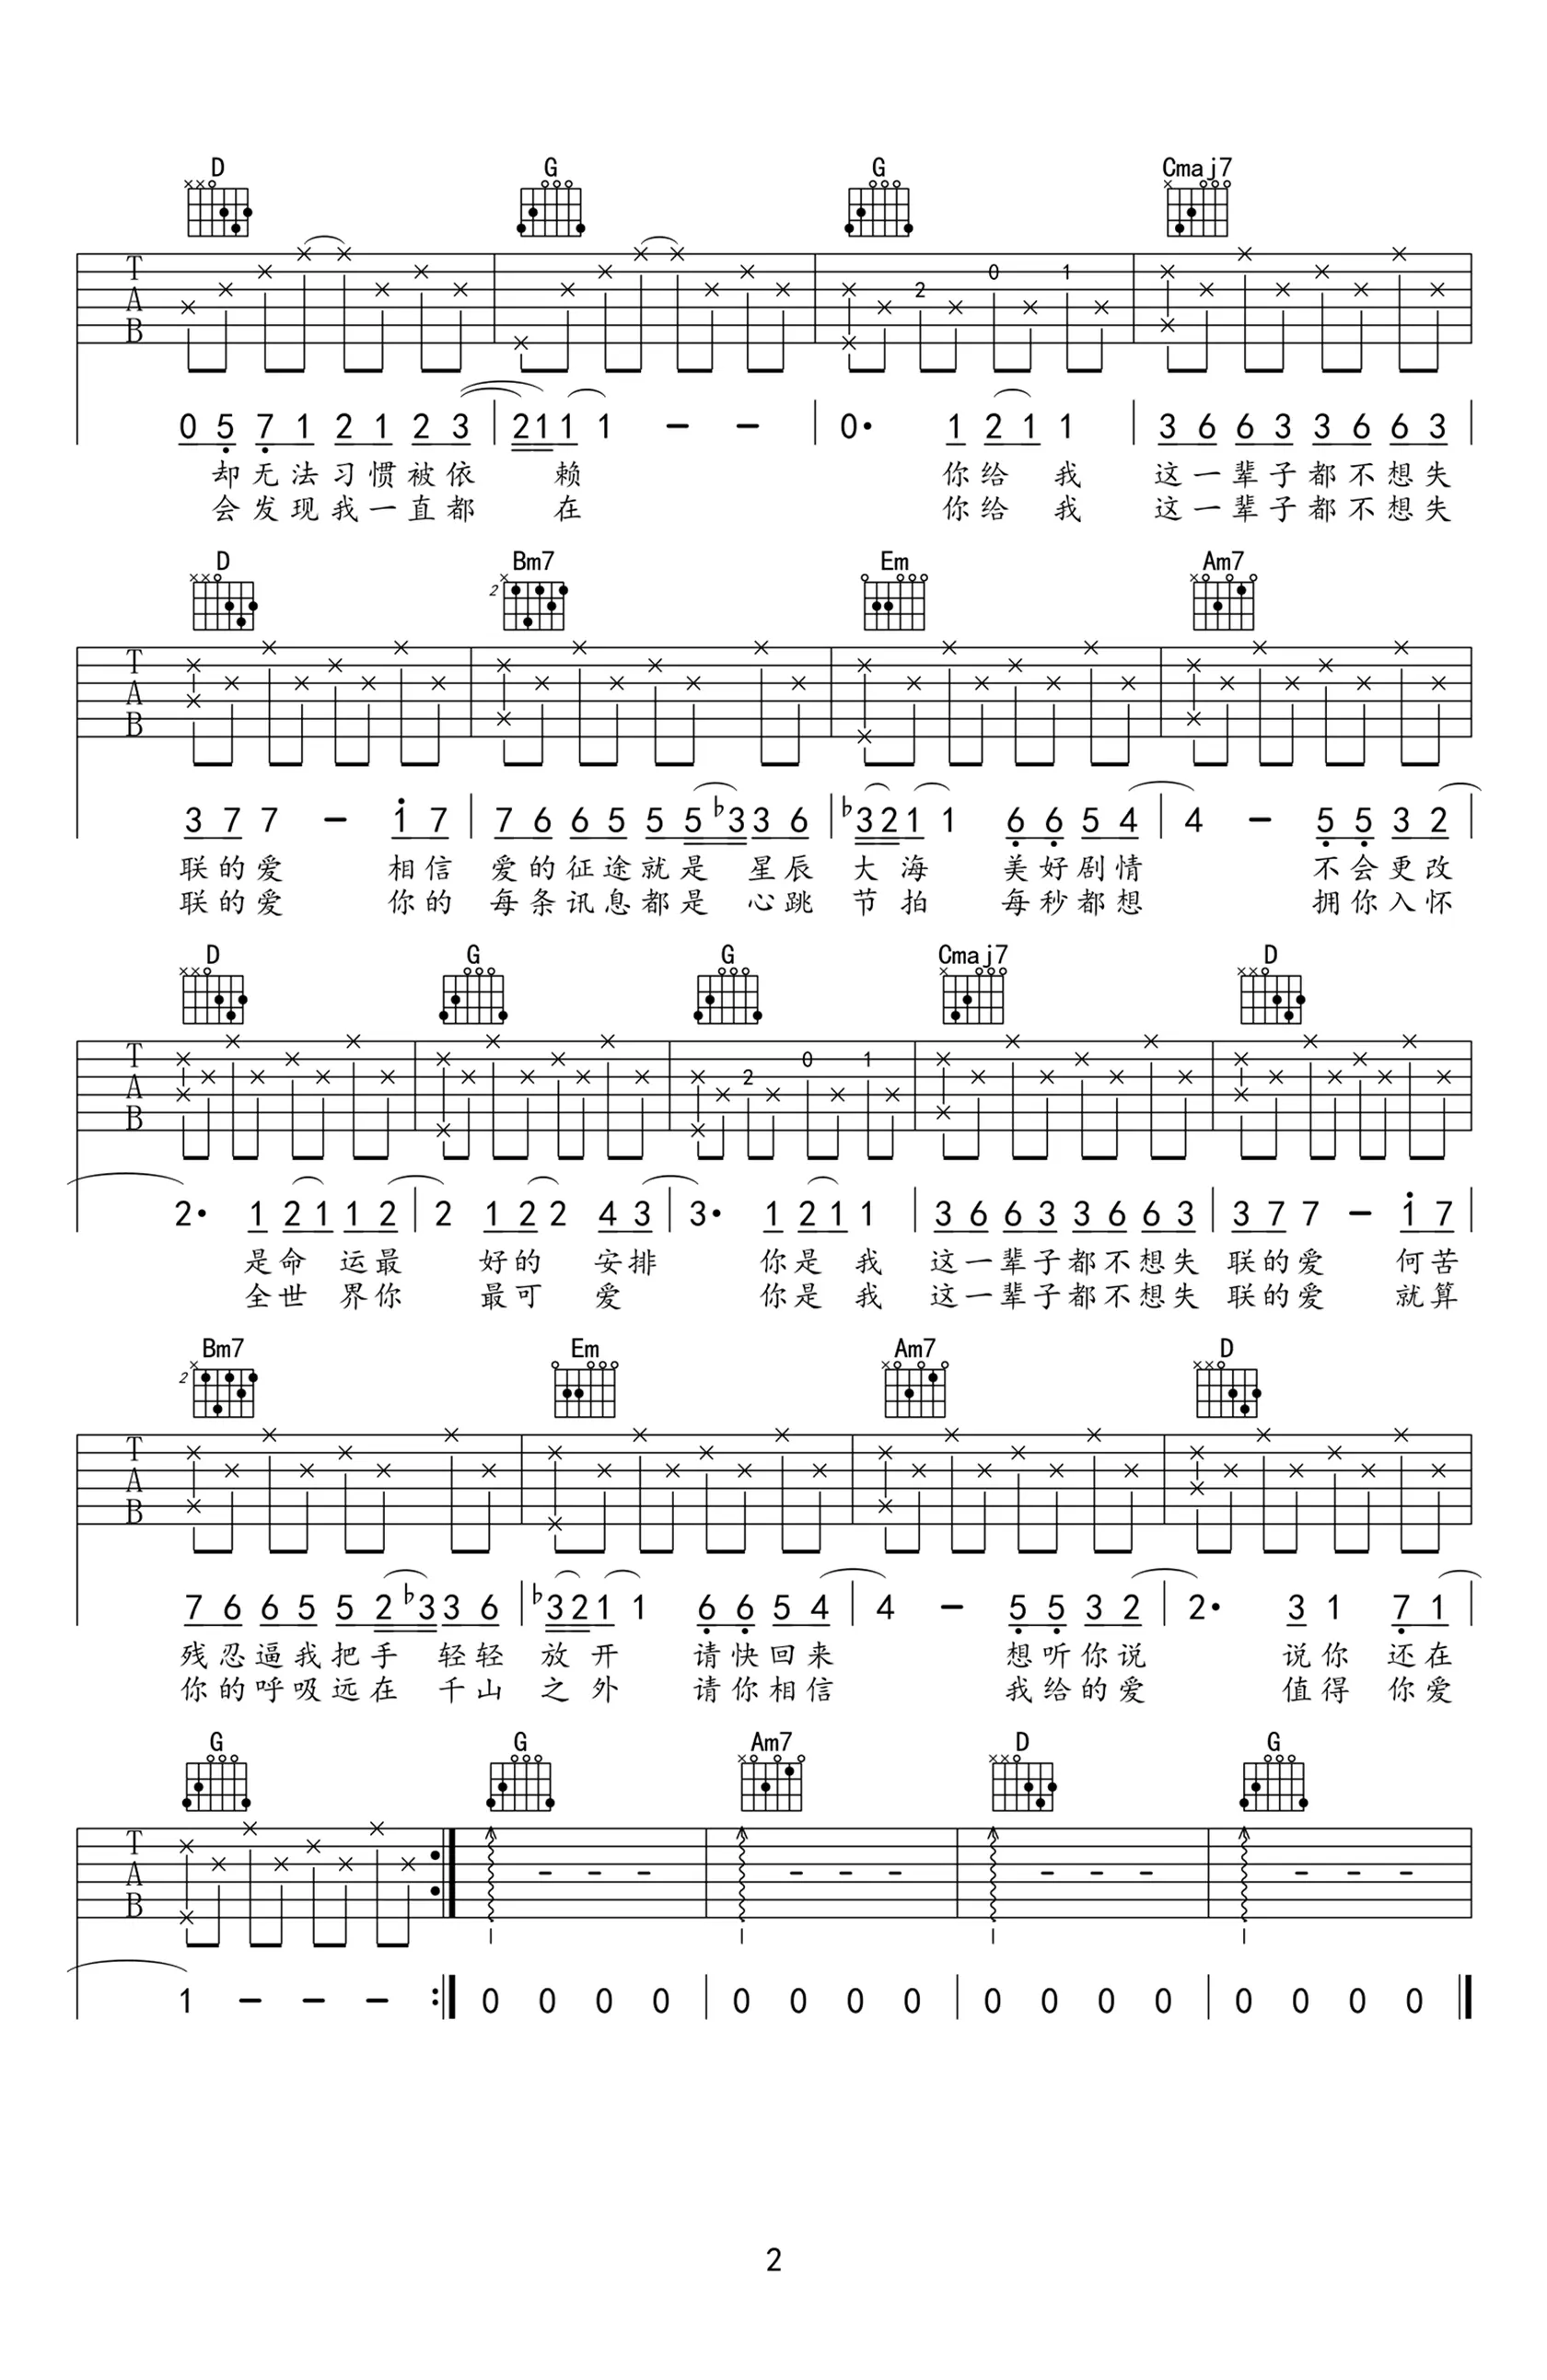 D G G Cmaj7
T A B 2 0 1
0 5 7 1 2 1 2 3 | 2 1 1 1 - - | 0· 1 2 1 1 | 3 6 6 3 3 6 6 3 |
却无法习惯被依 赖 你给 我 这一辈子都不想失
会发现我一直都 在 你给 我 这一辈子都不想失
D Bm7 Em Am7
2
T A B
3 7 7 - 1 7 | 7 6 6 5 5 5 ♭3 3 6 | ♭3 2 1 1 6 6 5 4 | 4 - 5 5 3 2 |
联的爱 相信 爱的征途就是 星辰 大海 美好剧情 不会更改
联的爱 你的 每条讯息都是 心跳 节拍 每秒都想 拥你入怀
D G G Cmaj7 D
T A B 2 0 1
2· 1 2 1 1 2 | 2 1 2 2 4 3 | 3· 1 2 1 1 | 3 6 6 3 3 6 6 3 | 3 7 7 - 1 7 |
是命 运最 好的 安排 你是 我 这一辈子都不想失 联的爱 何苦
全世 界你 最可 爱 你是 我 这一辈子都不想失 联的爱 就算
Bm7 Em Am7 D
2
T A B
7 6 6 5 5 2 ♭3 3 6 | ♭3 2 1 1 6 6 5 4 | 4 - 5 5 3 2 | 2· 3 1 7 1 |
残忍逼我把手 轻轻 放开 请快回来 想听你说 说你 还在
你的呼吸远在 千山 之外 请你相信 我给的爱 值得 你爱
G G Am7 D G
T A B - - - - - - - - - - - -
1 - - - :| 0 0 0 0 | 0 0 0 0 | 0 0 0 0 | 0 0 0 0 ‖
2